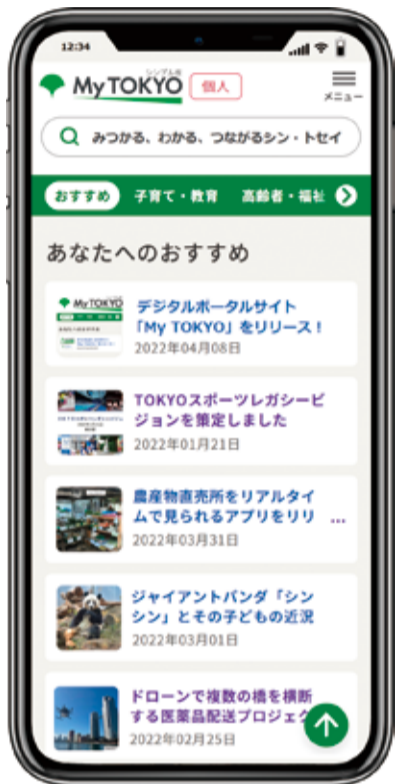 12:34
シンプル版
My TOKYO 個人
メニュー
みつかる、わかる、つながるシン・トセイ
おすすめ 子育て・教育 高齢者・福祉
あなたへのおすすめ
My TOKYO
デジタルポータルサイト
「My TOKYO」をリリース!
2022年04月08日
TOKYOスポーツレガシービ
ジョンを策定しました
2022年01月21日
農産物直売所をリアルタイ
ムで見られるアプリをリリ ...
2022年03月31日
ジャイアントパンダ「シン
シン」とその子どもの近況
2022年03月01日
ドローンで複数の橋を横断
する医薬品配送プロジェク
2022年02月25日